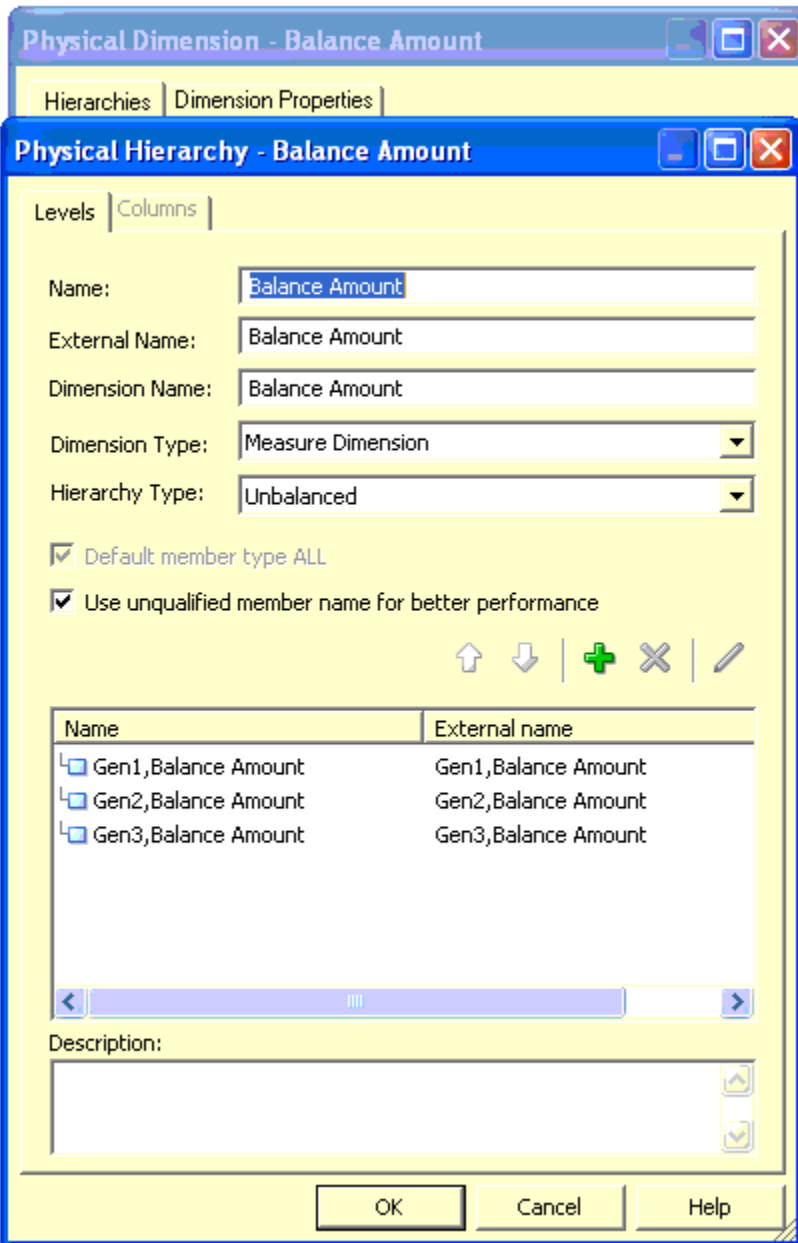 Physical Dimension - Balance Amount
Hierarchies Dimension Properties
Physical Hierarchy - Balance Amount
Levels Columns
Name: Balance Amount
External Name: Balance Amount
Dimension Name: Balance Amount
Dimension Type: Measure Dimension
Hierarchy Type: Unbalanced
Default member type ALL
Use unqualified member name for better performance
Name External name
Gen1,Balance Amount Gen1,Balance Amount
Gen2,Balance Amount Gen2,Balance Amount
Gen3,Balance Amount Gen3,Balance Amount
Description:
OK Cancel Help